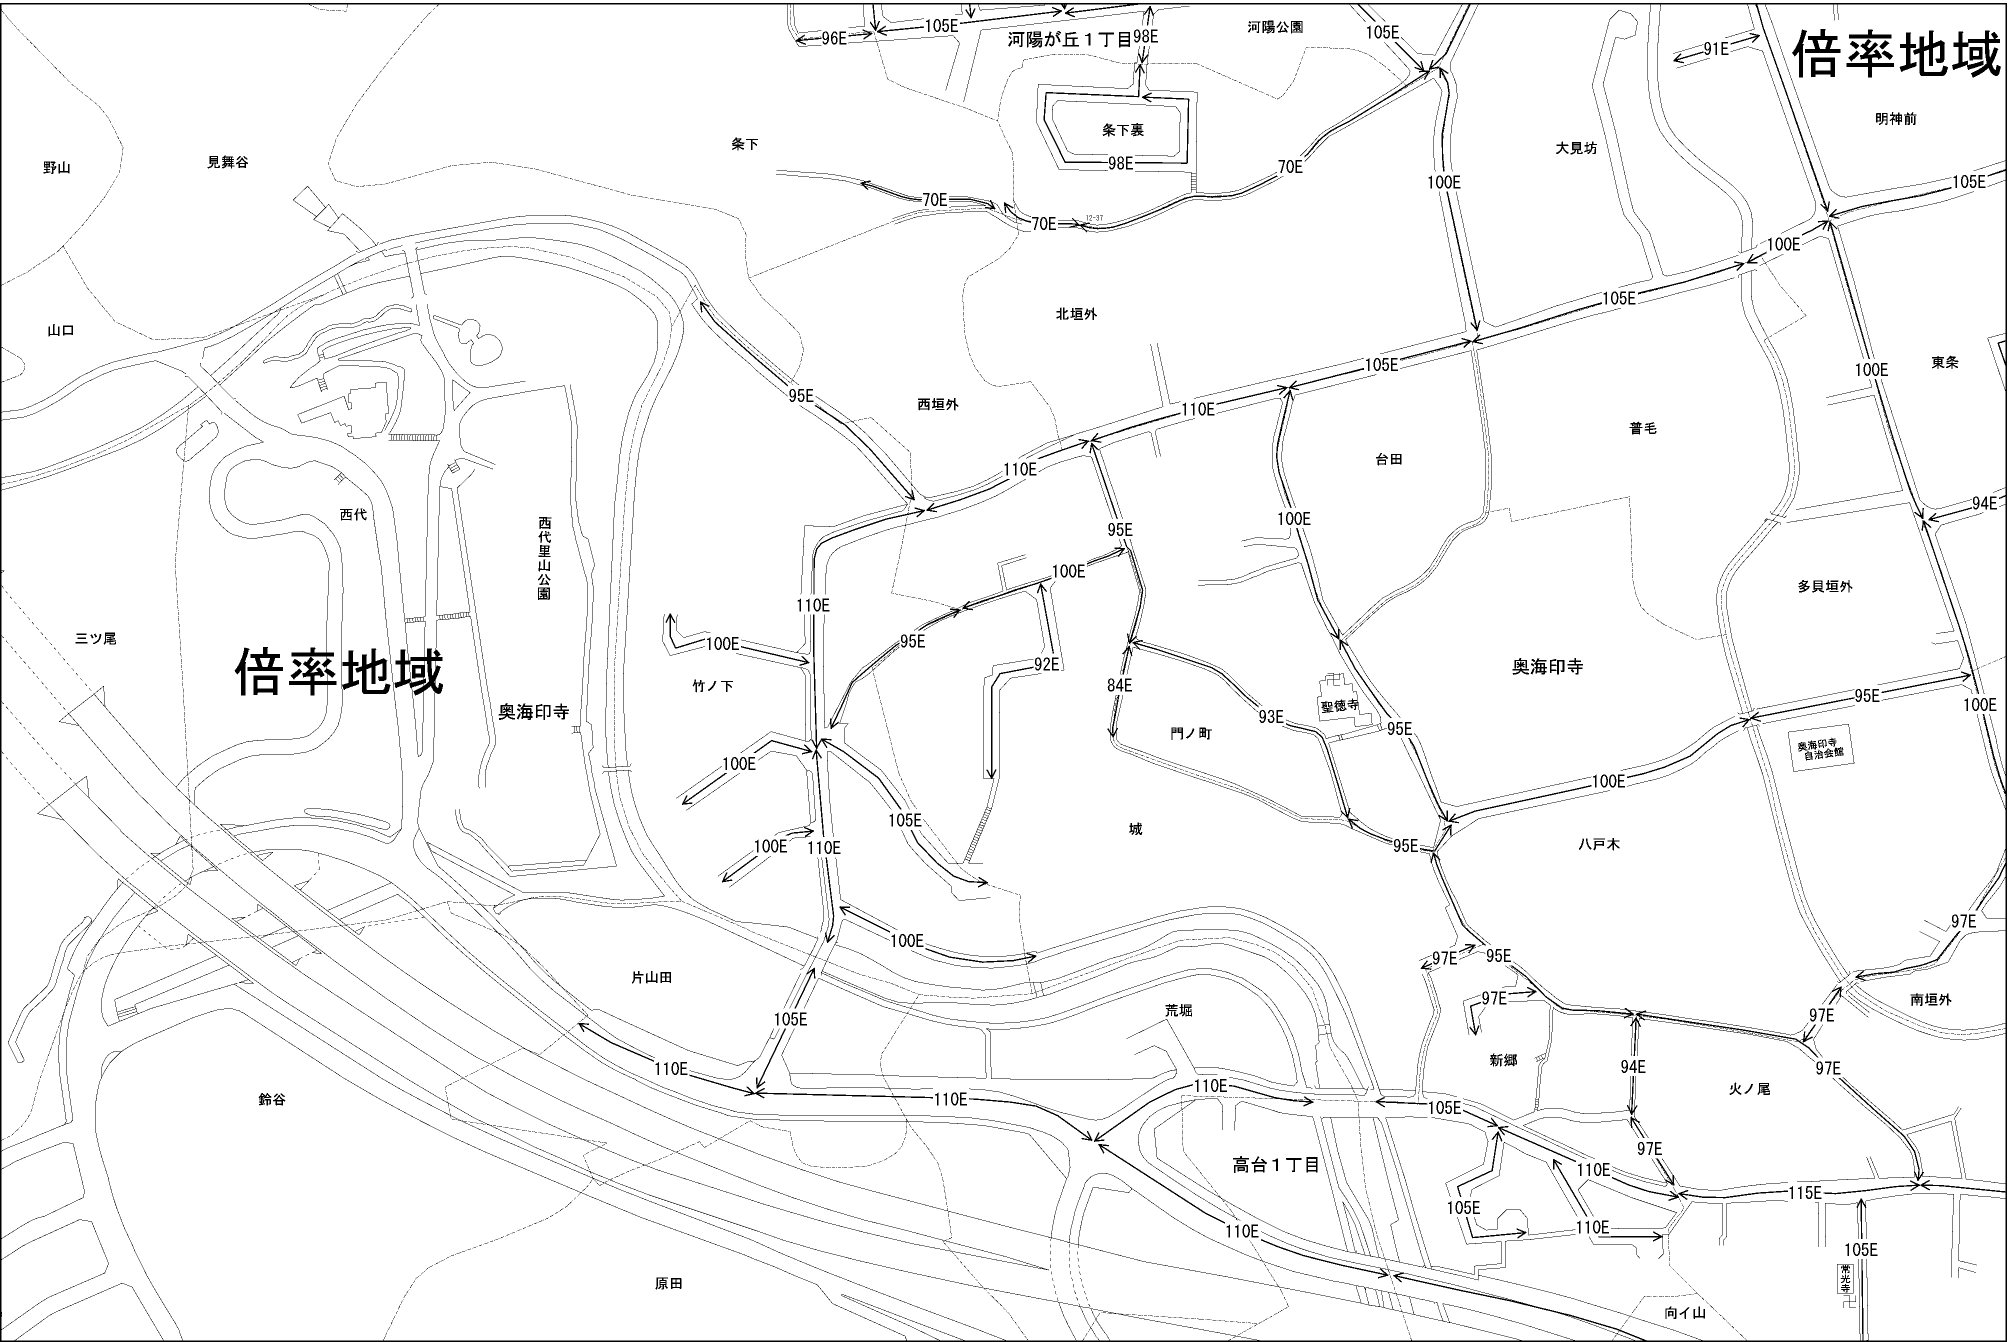 96E
105E
河陽が丘1丁目
98E
河陽公園
105E
91E
倍率地域
明神前
大見坊
条下
条下裏
98E
野山
見舞谷
70E
100E
105E
70E
70E
12-37
100E
105E
山口
北垣外
105E
100E
東条
95E
西垣外
110E
普毛
台田
110E
94E
西代
西代里山公園
95E
100E
100E
多貝垣外
110E
三ツ尾
倍率地域
100E
95E
92E
84E
奥海印寺
竹ノ下
奥海印寺
聖徳寺
95E
100E
93E
95E
門ノ町
奥海印寺
自治会館
100E
100E
105E
城
95E
八戸木
100E
110E
97E
100E
97E
95E
片山田
97E
南垣外
荒堀
105E
97E
新郷
94E
97E
110E
火ノ尾
鈴谷
110E
110E
105E
97E
高台1丁目
110E
115E
105E
110E
110E
105E
常光寺
原田
向イ山